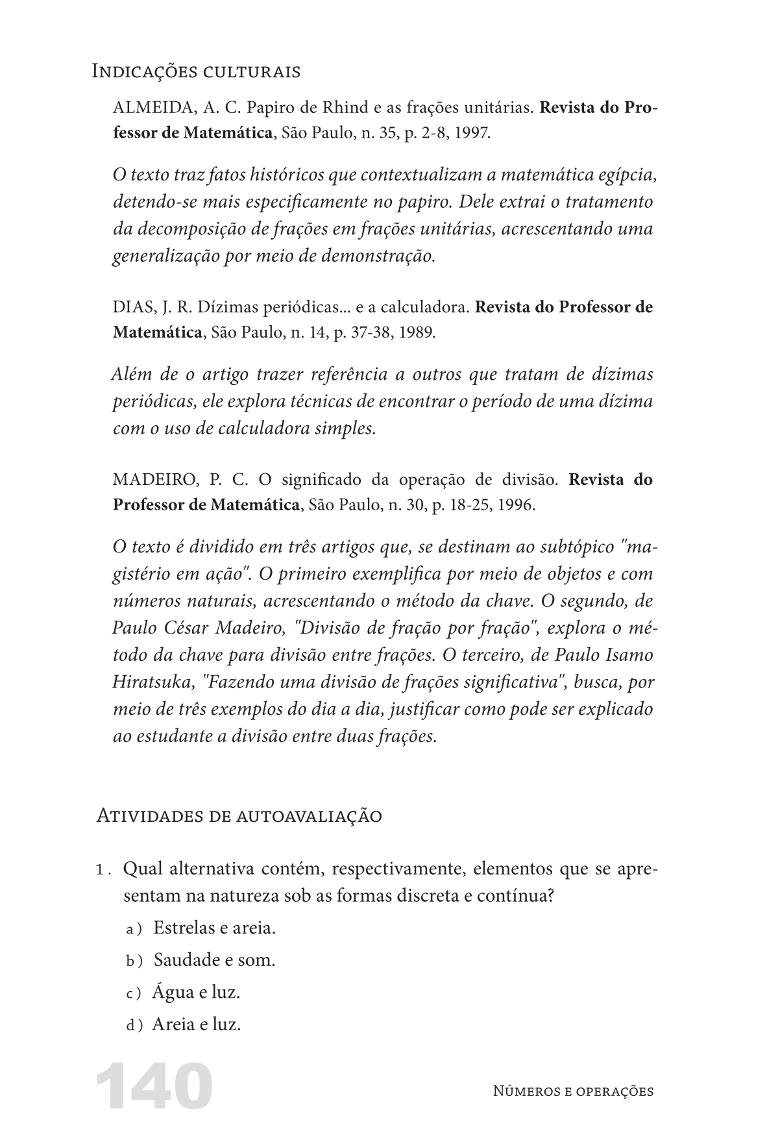 Indicações culturais
ALMEIDA, A. C. Papiro de Rhind e as frações unitárias. Revista do Pro-
fessor de Matemática, São Paulo, n. 35, p. 2-8, 1997.
O texto traz fatos históricos que contextualizam a matemática egípcia,
detendo-se mais especificamente no papiro. Dele extrai o tratamento
da decomposição de frações em frações unitárias, acrescentando uma
generalização por meio de demonstração.
DIAS, J. R. Dízimas periódicas... e a calculadora. Revista do Professor de
Matemática, São Paulo, n. 14, p. 37-38, 1989.
Além de o artigo trazer referência a outros que tratam de dízimas
periódicas, ele explora técnicas de encontrar o período de uma dízima
com o uso de calculadora simples.
MADEIRO, P. C. O significado da operação de divisão. Revista do
Professor de Matemática, São Paulo, n. 30, p. 18-25, 1996.
O texto é dividido em três artigos que, se destinam ao subtópico "ma-
gistério em ação". O primeiro exemplifica por meio de objetos e com
números naturais, acrescentando o método da chave. O segundo, de
Paulo César Madeiro, "Divisão de fração por fração", explora o mé-
todo da chave para divisão entre frações. O terceiro, de Paulo Isamo
Hiratsuka, "Fazendo uma divisão de frações significativa", busca, por
meio de três exemplos do dia a dia, justificar como pode ser explicado
ao estudante a divisão entre duas frações.
Atividades de autoavaliação
1. Qual alternativa contém, respectivamente, elementos que se apre-
sentam na natureza sob as formas discreta e contínua?
a) Estrelas e areia.
b) Saudade e som.
c) Água e luz.
d) Areia e luz.
140
Números e operações